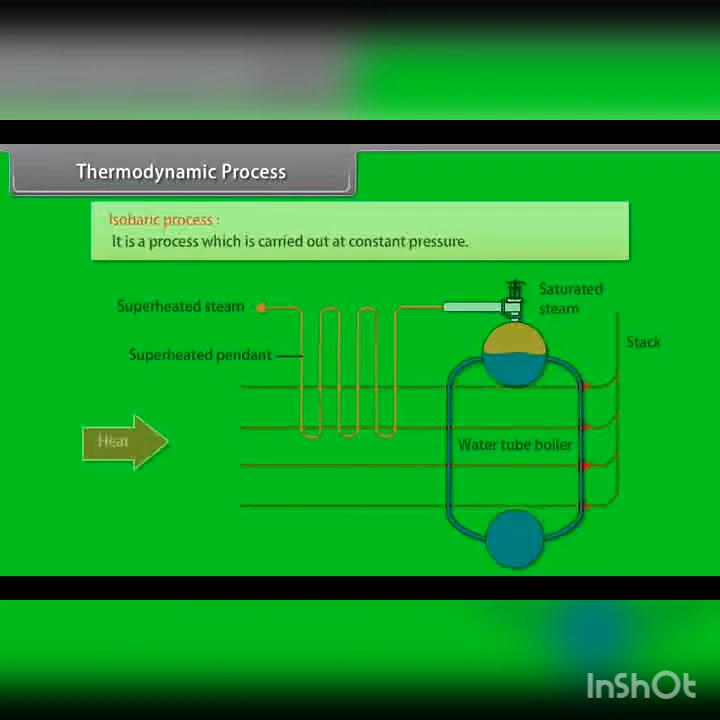 Thermodynamic Process
Isobaric process :
It is a process which is carried out at constant pressure.
Superheated steam
Saturated
steam
Stack
Superheated pendant
Heat
Water tube boiler
InShOt